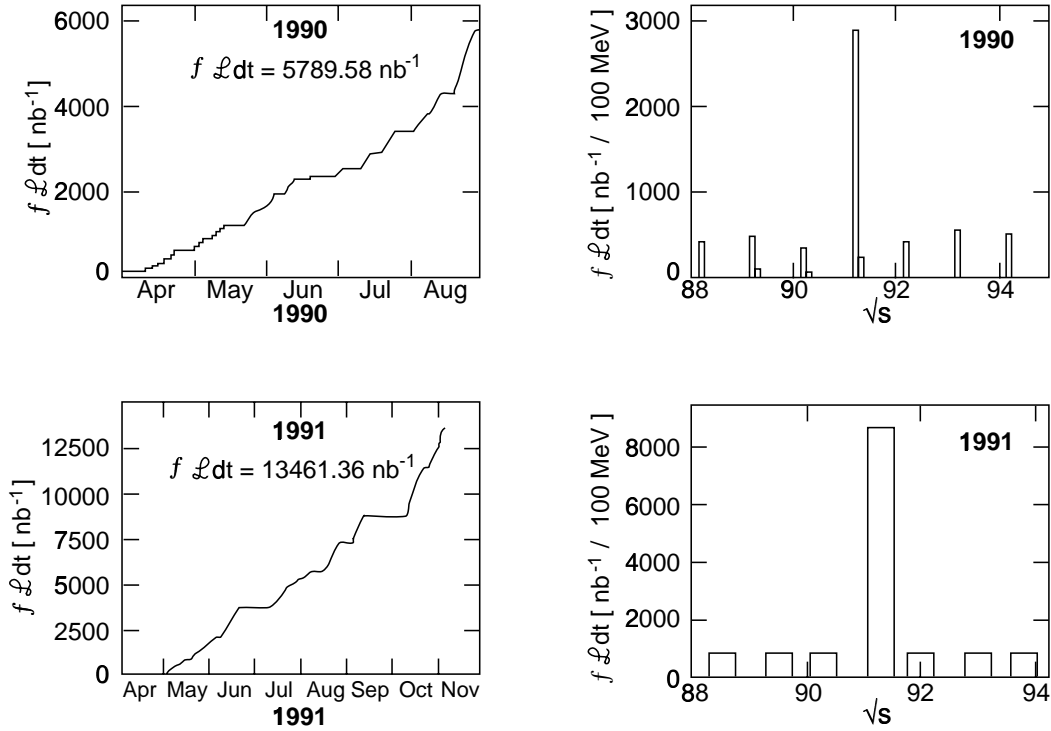 6000
4000
2000
0
ƒ ℒdt [ nb⁻¹]
1990
ƒ ℒdt = 5789.58 nb⁻¹
Apr May Jun Jul Aug
1990
3000
2000
1000
0
ƒ ℒdt [ nb⁻¹ / 100 MeV ]
1990
88 90 92 94
√s
12500
10000
7500
5000
2500
0
ƒ ℒdt [ nb⁻¹]
1991
ƒ ℒdt = 13461.36 nb⁻¹
Apr May Jun Jul Aug Sep Oct Nov
1991
8000
6000
4000
2000
0
ƒ ℒdt [ nb⁻¹ / 100 MeV ]
1991
88 90 92 94
√s